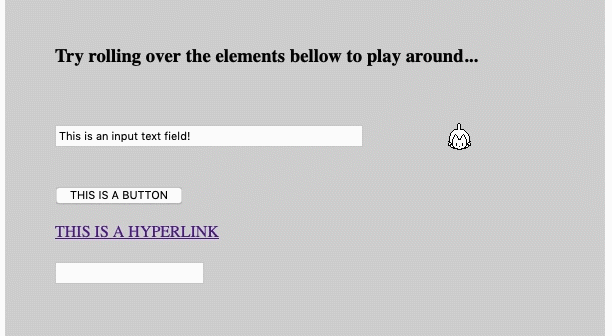 Try rolling over the elements bellow to play around...
This is an input text field!
THIS IS A BUTTON
THIS IS A HYPERLINK